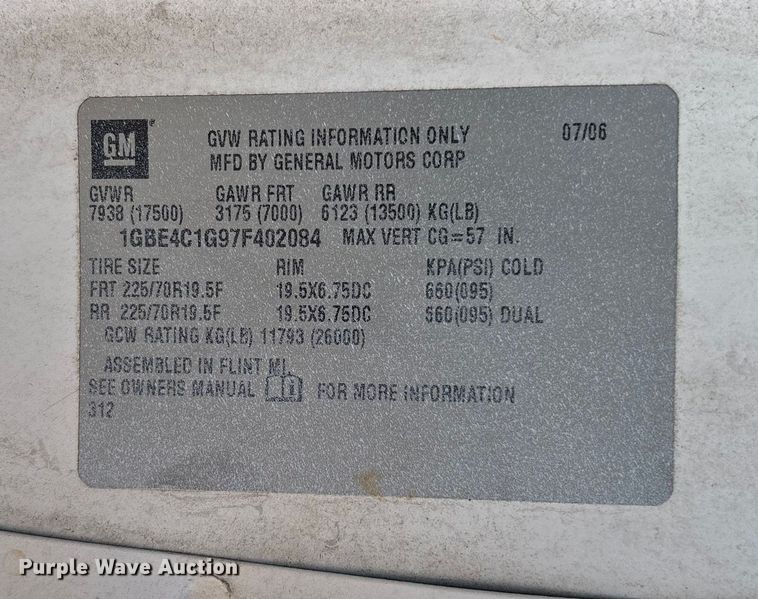 GM® GVW RATING INFORMATION ONLY 07/06
MFD BY GENERAL MOTORS CORP
GVWR GAWR FRT GAWR RR
7938 (17500) 3175 (7000) 6123 (13500) KG(LB)
1GBE4C1G97F402084 MAX VERT CG=57 IN.
TIRE SIZE RIM KPA(PSI) COLD
FRT 225/70R19.5F 19.5X6.75DC 660(095)
RR 225/70R19.5F 19.5X6.75DC 660(095) DUAL
GCW RATING KG(LB) 11793 (26000)
ASSEMBLED IN FLINT MI.
SEE OWNERS MANUAL FOR MORE INFORMATION
312
Purple Wave Auction